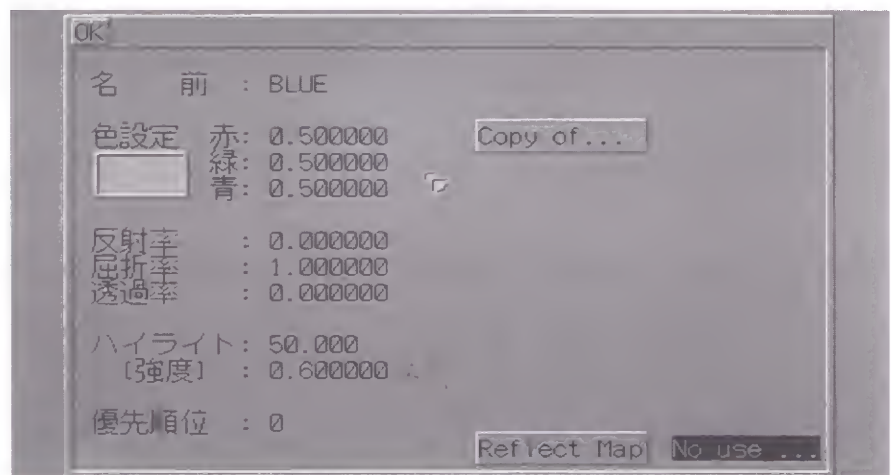 OK
名 前 : BLUE
色設定 赤: 0.500000 Copy of...
緑: 0.500000
青: 0.500000
反射率 : 0.000000
屈折率 : 1.000000
透過率 : 0.000000
ハイライト: 50.000
[強度] : 0.600000
優先順位 : 0
Reflect Map No use ...